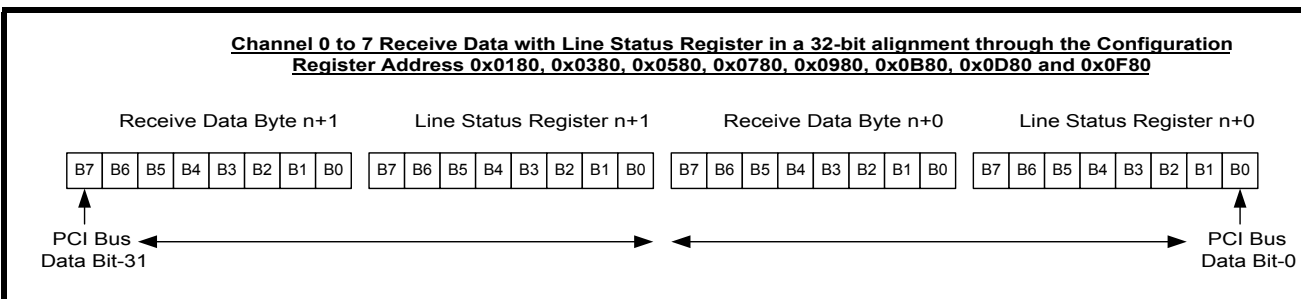 Channel 0 to 7 Receive Data with Line Status Register in a 32-bit alignment through the Configuration
Register Address 0x0180, 0x0380, 0x0580, 0x0780, 0x0980, 0x0B80, 0x0D80 and 0x0F80
Receive Data Byte n+1 Line Status Register n+1 Receive Data Byte n+0 Line Status Register n+0
B7 B6 B5 B4 B3 B2 B1 B0 B7 B6 B5 B4 B3 B2 B1 B0 B7 B6 B5 B4 B3 B2 B1 B0 B7 B6 B5 B4 B3 B2 B1 B0
PCI Bus PCI Bus
Data Bit-31 Data Bit-0